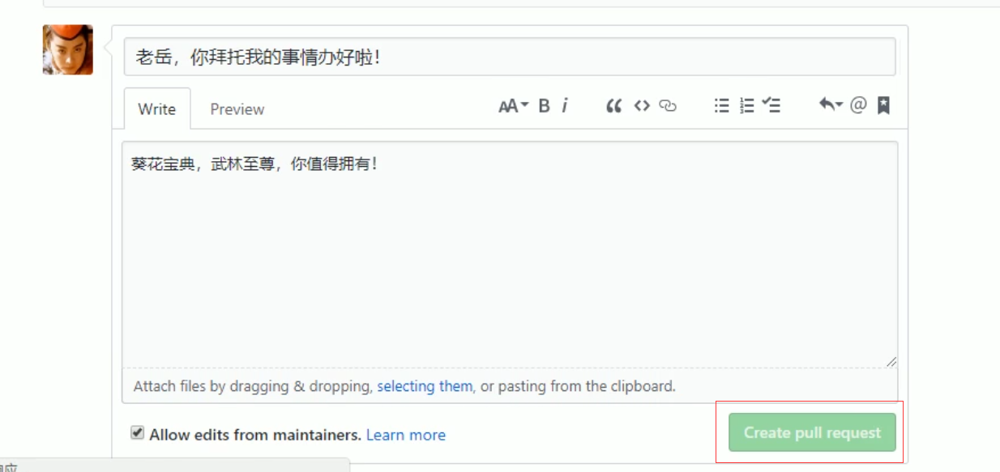 老岳，你拜托我的事情办好啦！
Write Preview AA B i @
葵花宝典，武林至尊，你值得拥有！
Attach files by dragging & dropping, selecting them, or pasting from the clipboard.
Allow edits from maintainers. Learn more
Create pull request